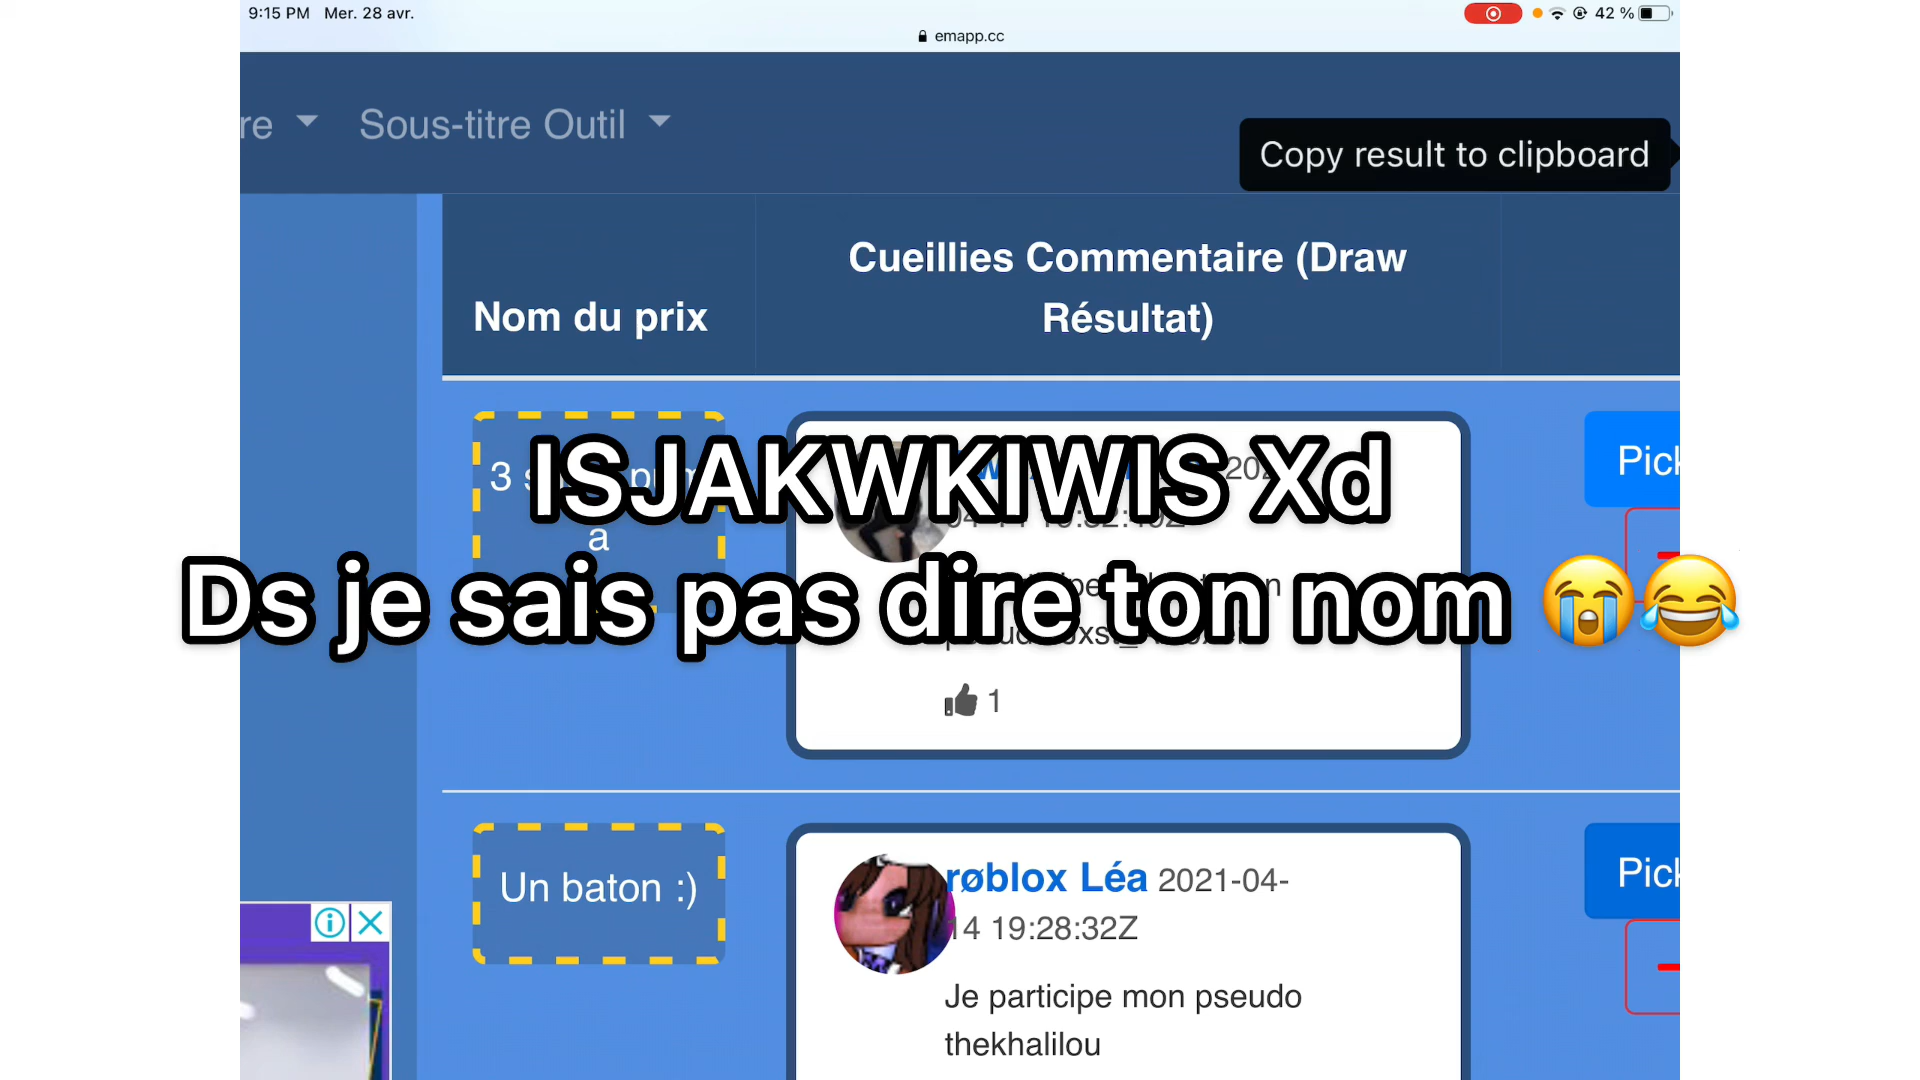 9:15 PM Mer. 28 avr.
42 %
emapp.cc
re
Sous-titre Outil
Copy result to clipboard
Nom du prix
Cueillies Commentaire (Draw
Résultat)
ISJAKWKIWIS Xd
Ds je sais pas dire ton nom 😭😂
3
a
Pick
1
Un baton :)
røblox Léa 2021-04-
14 19:28:32Z
Je participe mon pseudo
thekhalilou